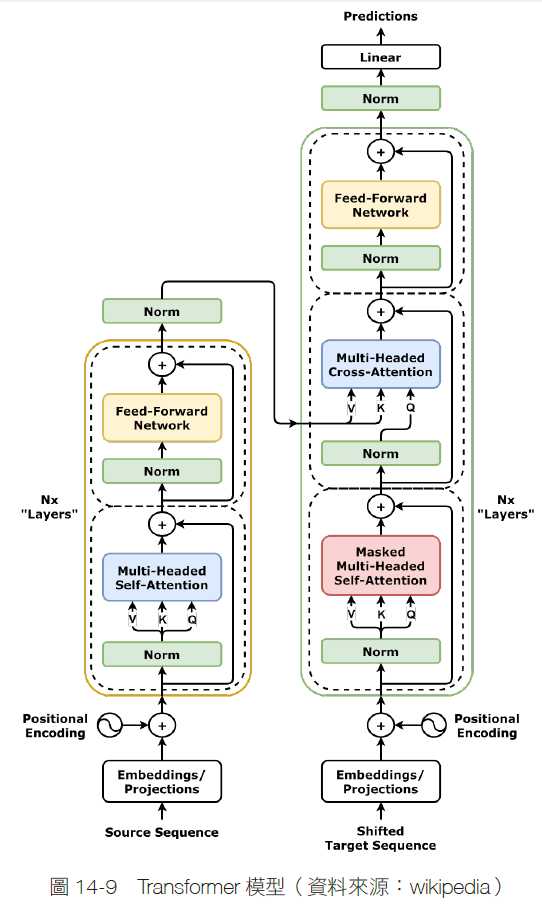 Predictions
Linear
Norm
+
Feed-Forward
Network
Norm
+
Multi-Headed
Cross-Attention
V K Q
Norm
+
Masked
Multi-Headed
Self-Attention
V K Q
Norm
Nx
"Layers"
+
Positional
Encoding
Embeddings/
Projections
Shifted
Target Sequence
Norm
+
Feed-Forward
Network
Norm
+
Multi-Headed
Self-Attention
V K Q
Norm
Nx
"Layers"
Positional
Encoding
+
Embeddings/
Projections
Source Sequence
圖 14-9 Transformer 模型（資料來源：wikipedia）